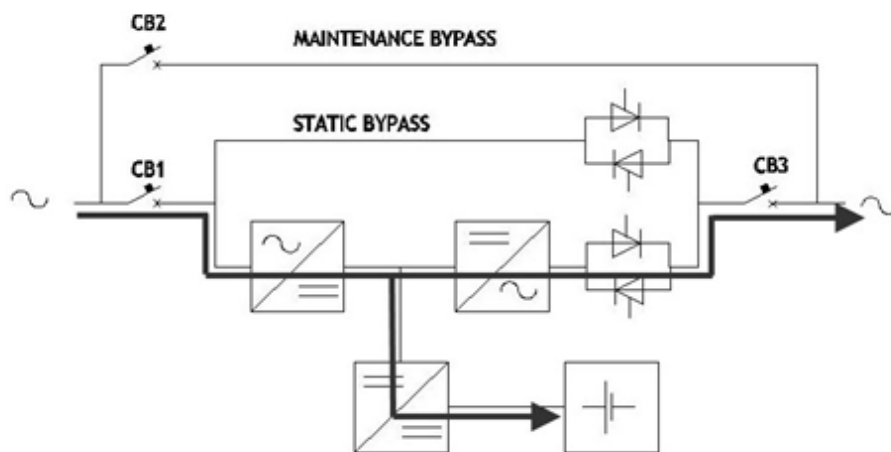 CB2
MAINTENANCE BYPASS
STATIC BYPASS
CB1
CB3